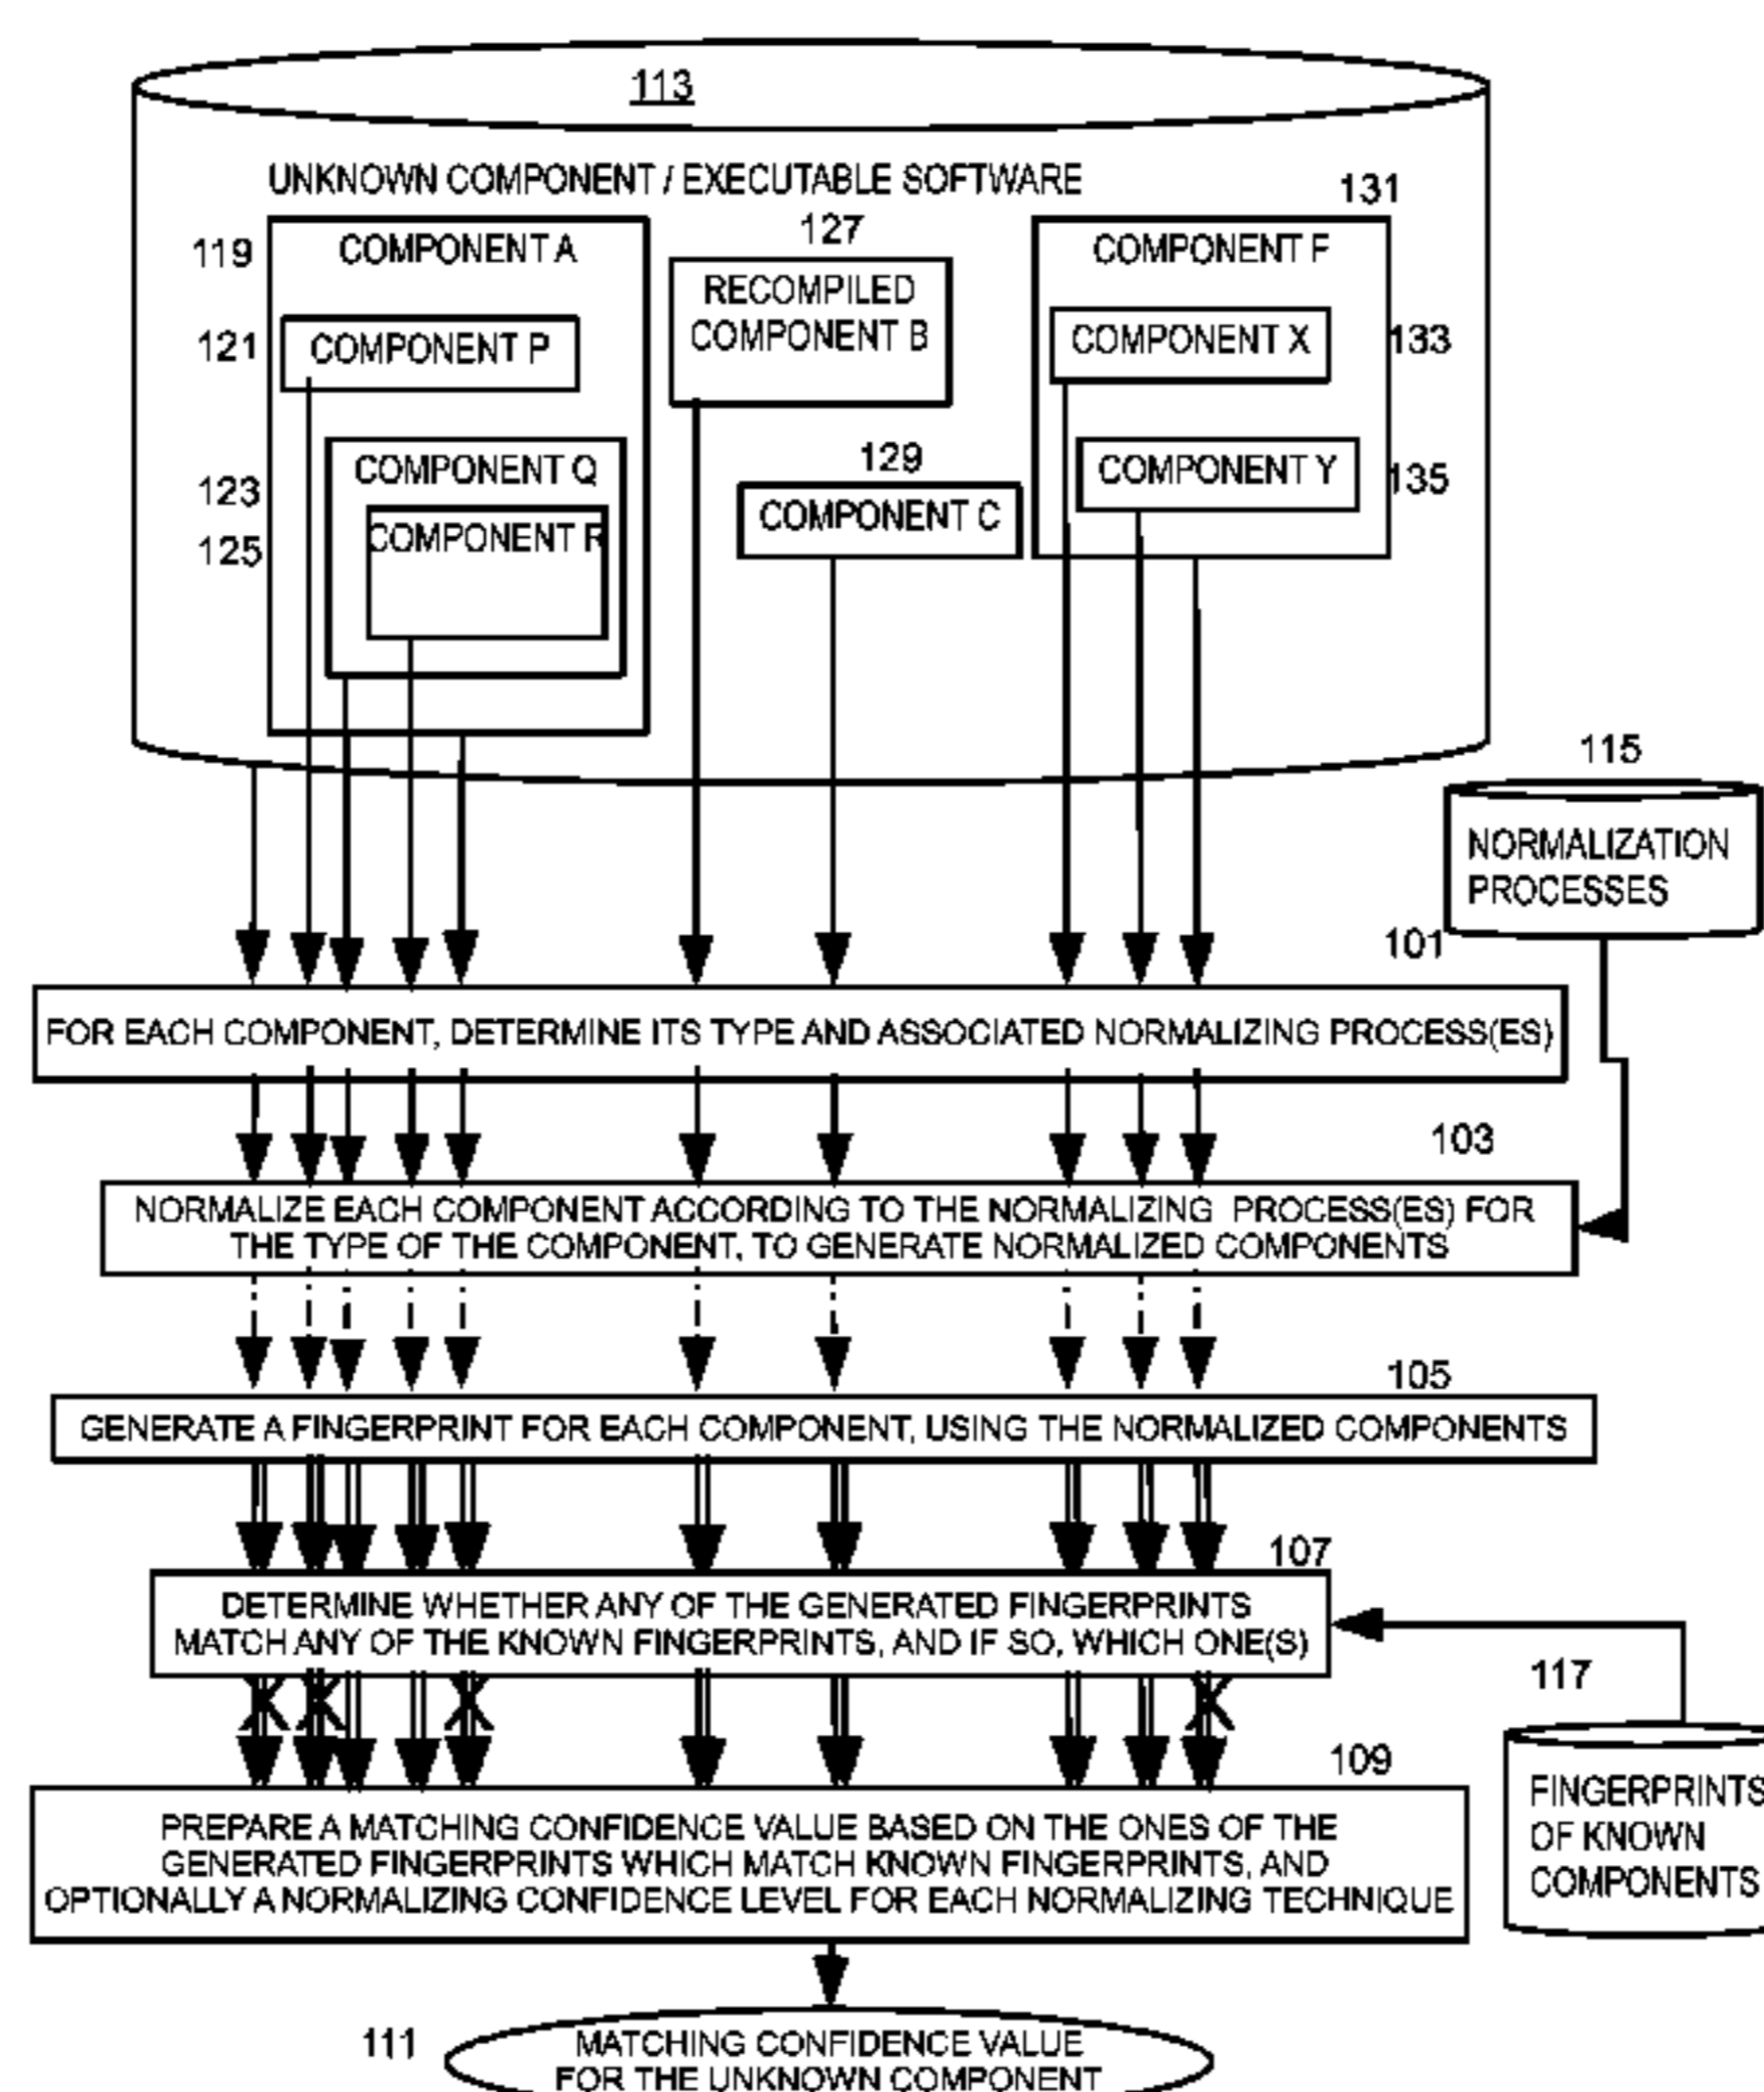 113
UNKNOWN COMPONENT / EXECUTABLE SOFTWARE
131
127
119
COMPONENT A
COMPONENT F
RECOMPILED
COMPONENT B
121
COMPONENT P
COMPONENT X
133
129
COMPONENT Q
COMPONENT Y
135
123
COMPONENT C
125
COMPONENT R
115
NORMALIZATION
PROCESSES
101
FOR EACH COMPONENT, DETERMINE ITS TYPE AND ASSOCIATED NORMALIZING PROCESS(ES)
103
NORMALIZE EACH COMPONENT ACCORDING TO THE NORMALIZING PROCESS(ES) FOR
THE TYPE OF THE COMPONENT, TO GENERATE NORMALIZED COMPONENTS
105
GENERATE A FINGERPRINT FOR EACH COMPONENT, USING THE NORMALIZED COMPONENTS
107
DETERMINE WHETHER ANY OF THE GENERATED FINGERPRINTS
MATCH ANY OF THE KNOWN FINGERPRINTS, AND IF SO, WHICH ONE(S)
X X X X
117
FINGERPRINTS
OF KNOWN
COMPONENTS
109
PREPARE A MATCHING CONFIDENCE VALUE BASED ON THE ONES OF THE
GENERATED FINGERPRINTS WHICH MATCH KNOWN FINGERPRINTS, AND
OPTIONALLY A NORMALIZING CONFIDENCE LEVEL FOR EACH NORMALIZING TECHNIQUE
111
MATCHING CONFIDENCE VALUE
FOR THE UNKNOWN COMPONENT